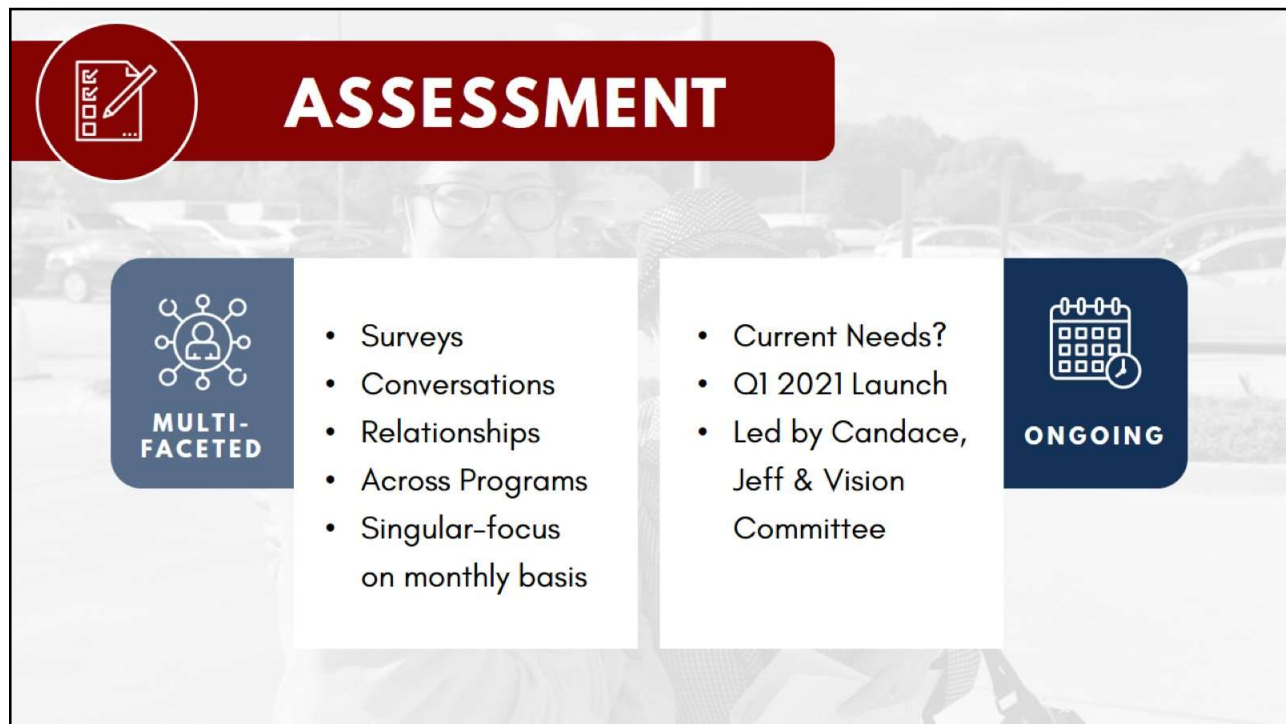 ASSESSMENT
MULTI-
FACETED
• Surveys
• Conversations
• Relationships
• Across Programs
• Singular-focus
on monthly basis
• Current Needs?
• Q1 2021 Launch
• Led by Candace,
Jeff & Vision
Committee
ONGOING